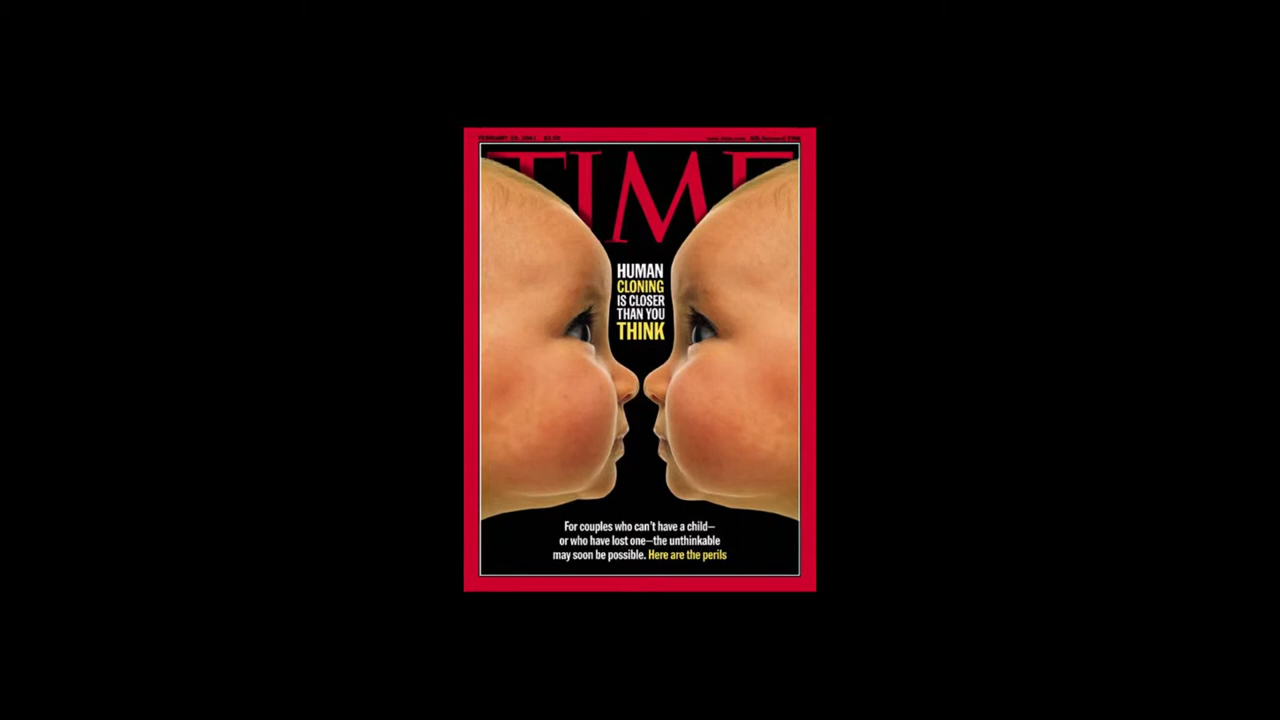 TIME
HUMAN
CLONING
IS CLOSER
THAN YOU
THINK
For couples who can't have a child—
or who have lost one—the unthinkable
may soon be possible. Here are the perils